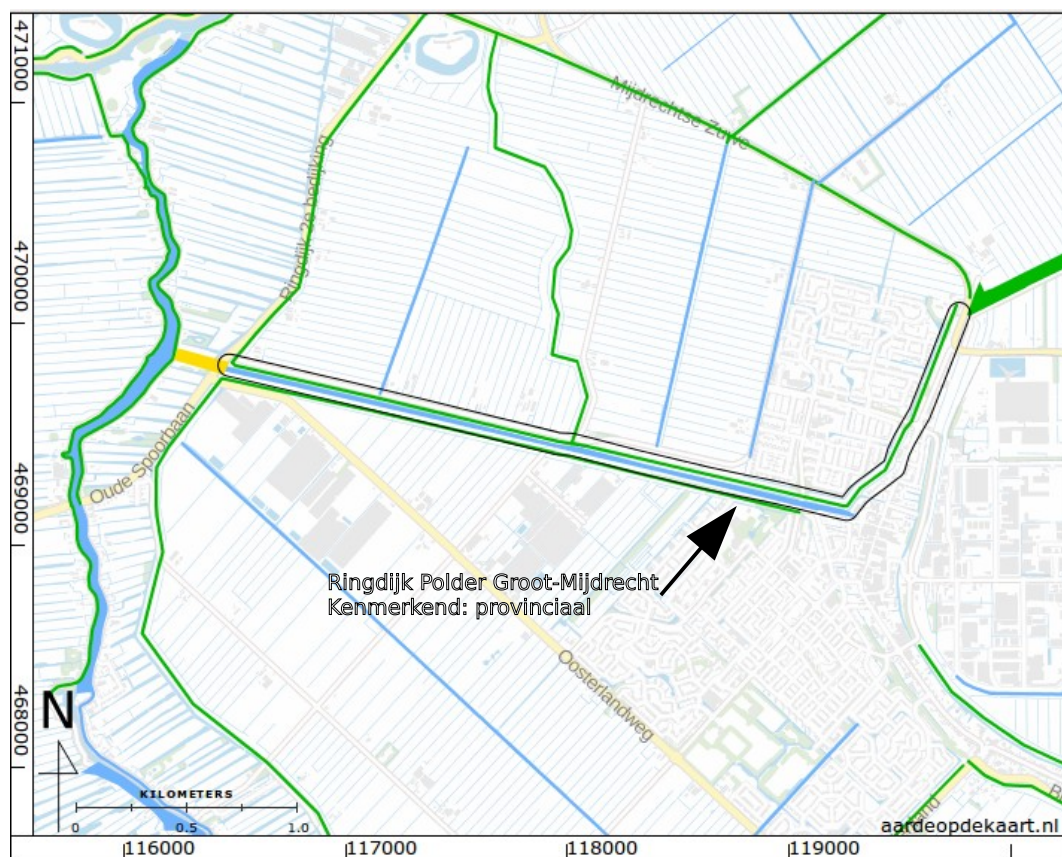 471000
Mijdrechtse Zuwe
Ringdijk 2e bedijking
470000
Oude Spoorbaan
469000
Ringdijk Polder Groot-Mijdrecht
Kenmerkend: provinciaal
Oosterlandweg
N
468000
KILOMETERS
0 0.5 1.0
aardeopdekaart.nl
116000 117000 118000 119000